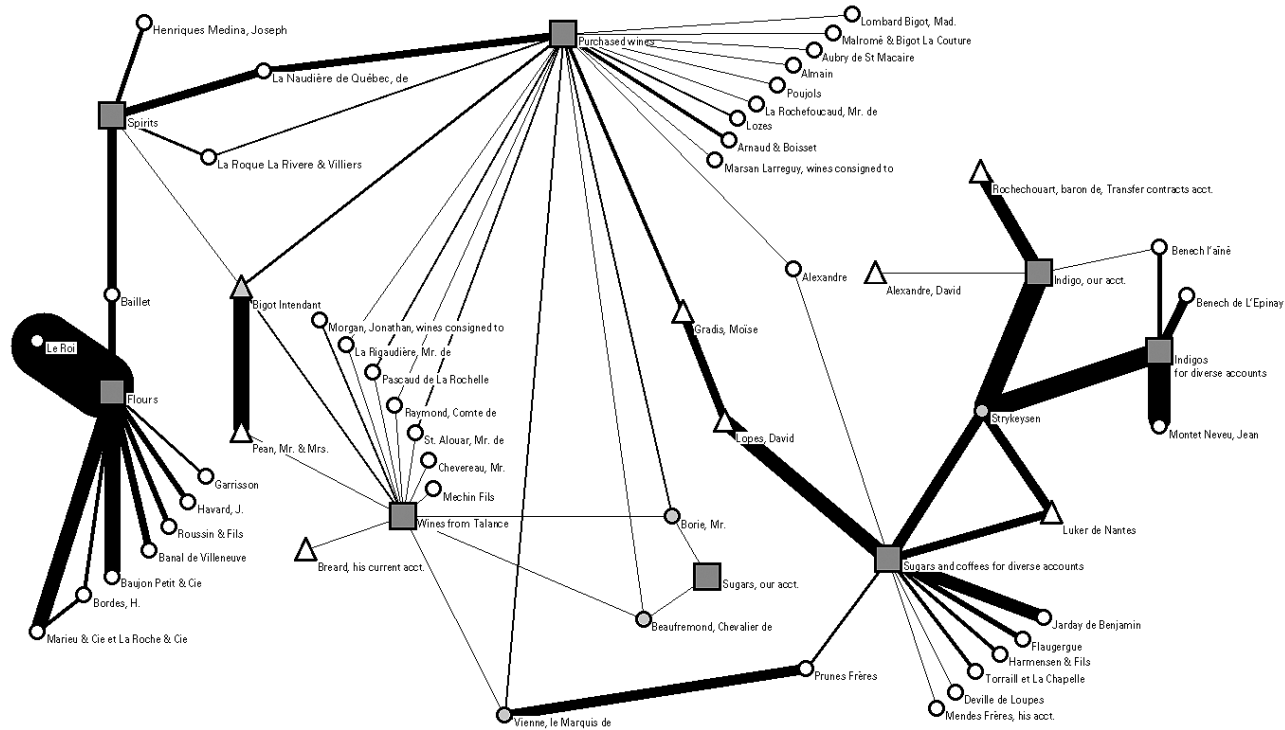 Lombard Bigot, Mad.
Henriques Medina, Joseph
Purchased wines
Malromé & Bigot La Couture
Aubry de St Macaire
Almain
La Naudière de Québec, de
Poujols
La Rochefoucaud, Mr. de
Spirits
Lozes
Arnaud & Boisset
La Roque La Rivere & Villiers
Marsan Larreguy, wines consigned to
Rochechouart, baron de, Transfer contracts acct.
Benech l'aîné
Alexandre
Indigo, our acct.
Alexandre, David
Baillet
Bigot Intendant
Benech de L'Epinay
Morgan, Jonathan, wines consigned to
Gradis, Moïse
Le Roi
La Rigaudière, Mr. de
Indigos
for diverse accounts
Pascaud de La Rochelle
Flours
Raymond, Comte de
Strykeysen
Montet Neveu, Jean
St. Alouar, Mr. de
Lopes, David
Pean, Mr. & Mrs.
Chevereau, Mr.
Garrisson
Mechin Fils
Havard, J.
Wines from Talance
Borie, Mr.
Luker de Nantes
Roussin & Fils
Banal de Villeneuve
Breard, his current acct.
Sugars and coffees for diverse accounts
Baujon Petit & Cie
Sugars, our acct.
Bordes, H.
Beaufremond, Chevalier de
Jarday de Benjamin
Marieu & Cie et La Roche & Cie
Flaugergue
Harmensen & Fils
Prunes Frères
Torraill et La Chapelle
Deville de Loupes
Mendes Frères, his acct.
Vienne, le Marquis de